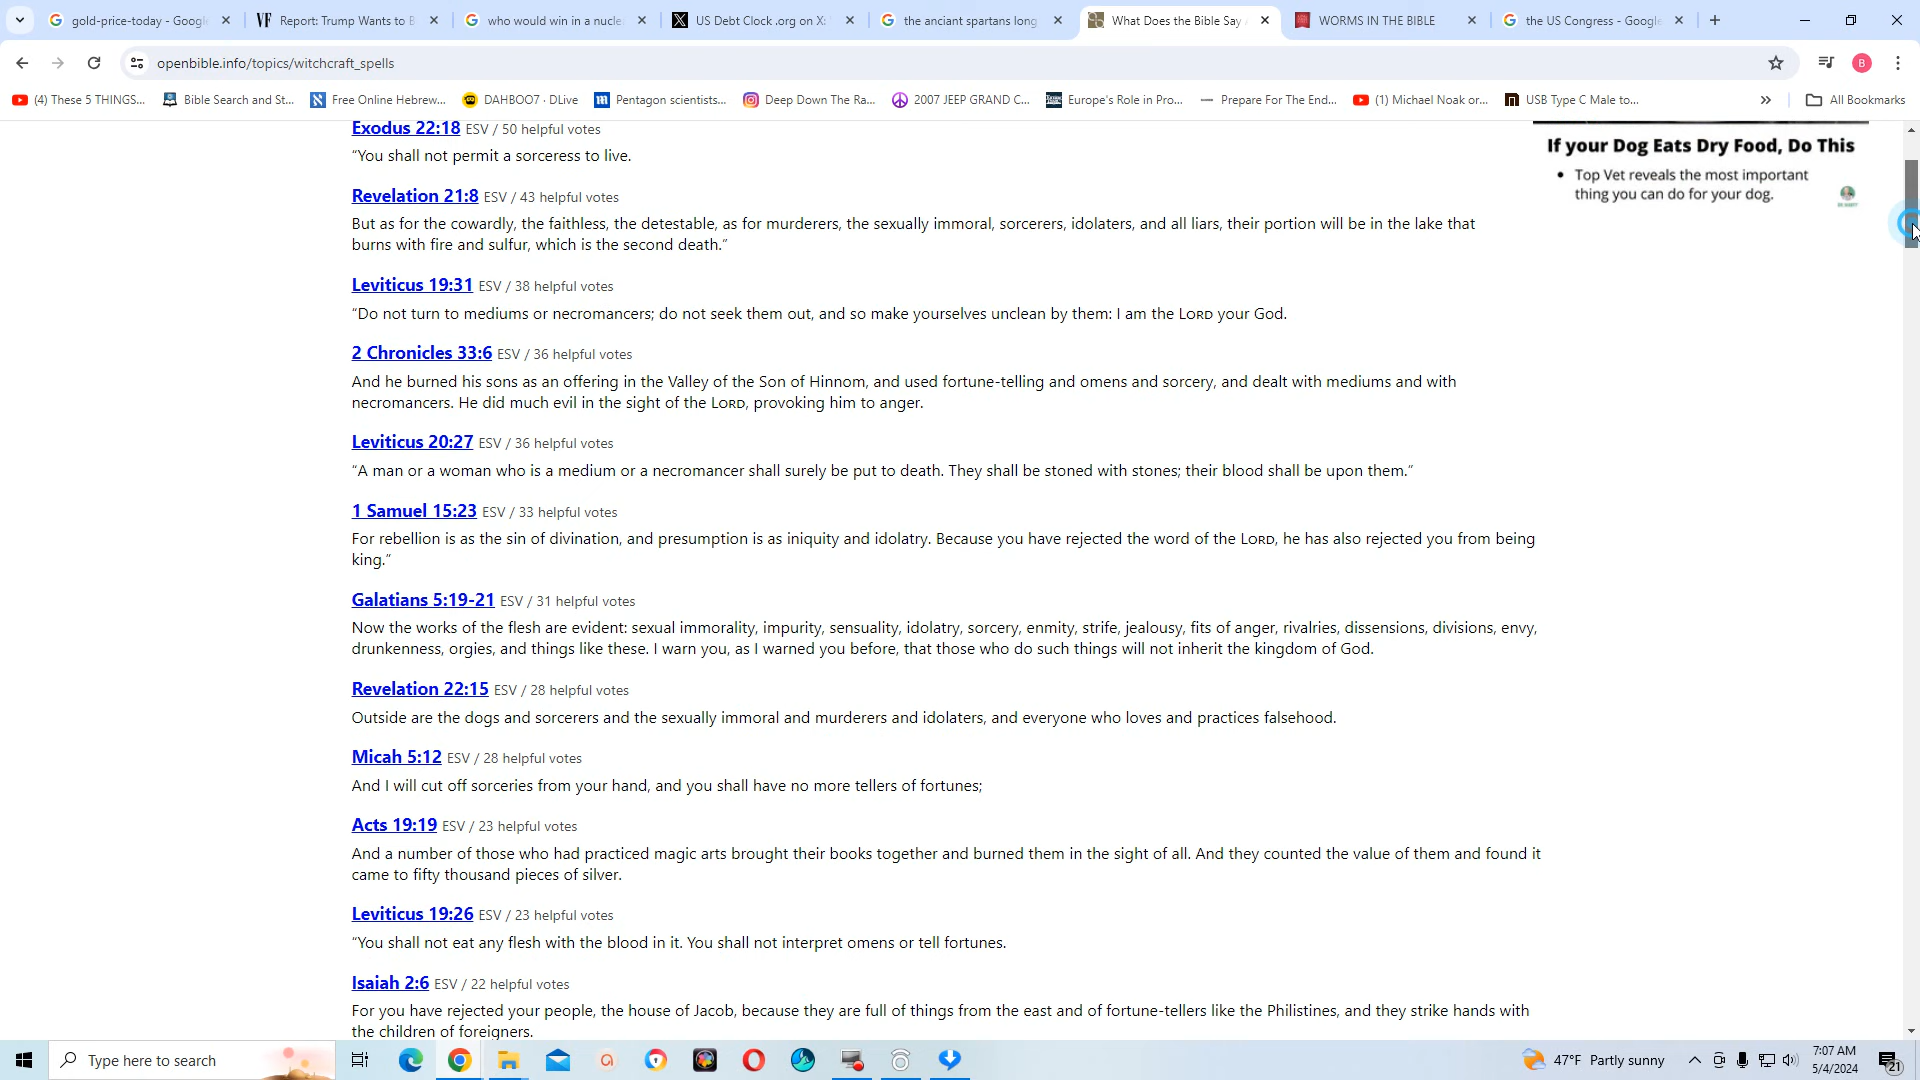 gold-price-today - Googl
Report: Trump Wants to B
who would win in a nucle
US Debt Clock .org on X:
the anciant spartans long
What Does the Bible Say
WORMS IN THE BIBLE
the US Congress - Google
openbible.info/topics/witchcraft_spells
B
(4) These 5 THINGS...
Bible Search and St...
Free Online Hebrew...
DAHBOO7 · DLive
Pentagon scientists...
Deep Down The Ra...
2007 JEEP GRAND C...
Europe's Role in Pro...
Prepare For The End...
(1) Michael Noak or...
USB Type C Male to...
All Bookmarks
Exodus 22:18 ESV / 50 helpful votes
“You shall not permit a sorceress to live.
Revelation 21:8 ESV / 43 helpful votes
But as for the cowardly, the faithless, the detestable, as for murderers, the sexually immoral, sorcerers, idolaters, and all liars, their portion will be in the lake that
burns with fire and sulfur, which is the second death.”
Leviticus 19:31 ESV / 38 helpful votes
“Do not turn to mediums or necromancers; do not seek them out, and so make yourselves unclean by them: I am the LORD your God.
2 Chronicles 33:6 ESV / 36 helpful votes
And he burned his sons as an offering in the Valley of the Son of Hinnom, and used fortune-telling and omens and sorcery, and dealt with mediums and with
necromancers. He did much evil in the sight of the LORD, provoking him to anger.
Leviticus 20:27 ESV / 36 helpful votes
“A man or a woman who is a medium or a necromancer shall surely be put to death. They shall be stoned with stones; their blood shall be upon them.”
1 Samuel 15:23 ESV / 33 helpful votes
For rebellion is as the sin of divination, and presumption is as iniquity and idolatry. Because you have rejected the word of the LORD, he has also rejected you from being
king.”
Galatians 5:19-21 ESV / 31 helpful votes
Now the works of the flesh are evident: sexual immorality, impurity, sensuality, idolatry, sorcery, enmity, strife, jealousy, fits of anger, rivalries, dissensions, divisions, envy,
drunkenness, orgies, and things like these. I warn you, as I warned you before, that those who do such things will not inherit the kingdom of God.
Revelation 22:15 ESV / 28 helpful votes
Outside are the dogs and sorcerers and the sexually immoral and murderers and idolaters, and everyone who loves and practices falsehood.
Micah 5:12 ESV / 28 helpful votes
And I will cut off sorceries from your hand, and you shall have no more tellers of fortunes;
Acts 19:19 ESV / 23 helpful votes
And a number of those who had practiced magic arts brought their books together and burned them in the sight of all. And they counted the value of them and found it
came to fifty thousand pieces of silver.
Leviticus 19:26 ESV / 23 helpful votes
“You shall not eat any flesh with the blood in it. You shall not interpret omens or tell fortunes.
Isaiah 2:6 ESV / 22 helpful votes
For you have rejected your people, the house of Jacob, because they are full of things from the east and of fortune-tellers like the Philistines, and they strike hands with
the children of foreigners.
If your Dog Eats Dry Food, Do This
• Top Vet reveals the most important
thing you can do for your dog.
Type here to search
47°F Partly sunny
7:07 AM
5/4/2024
21